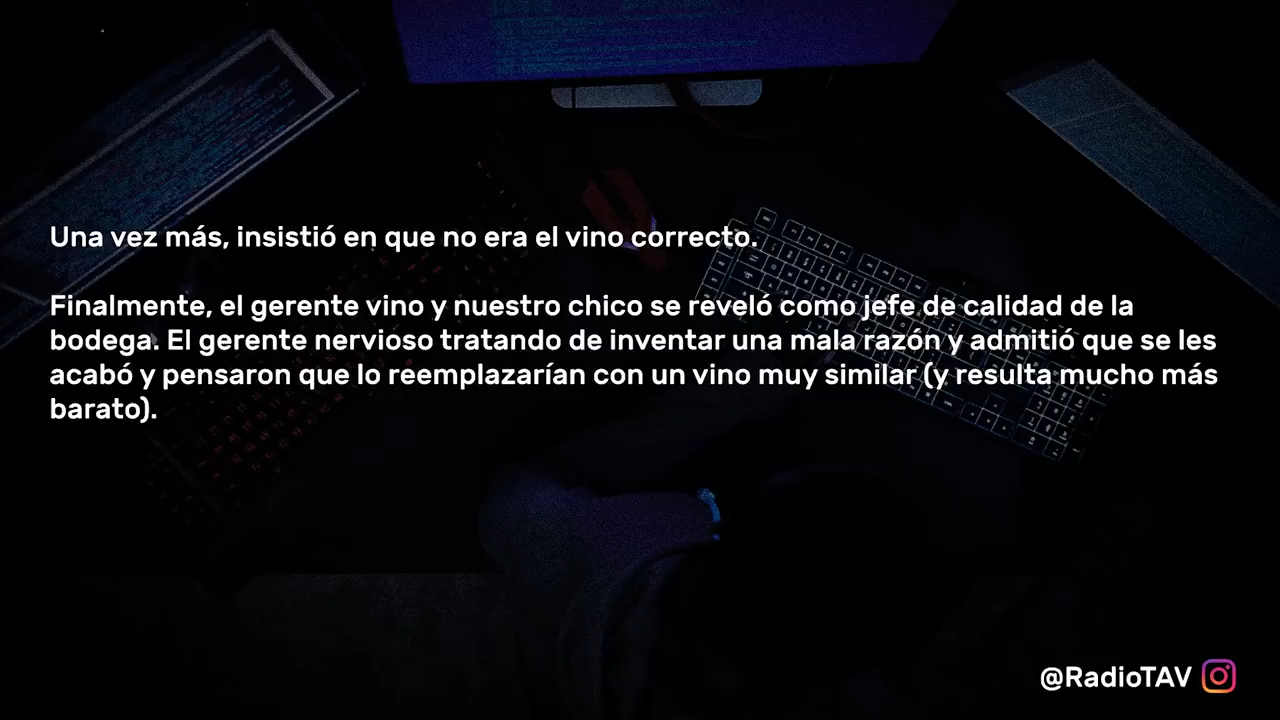 Una vez más, insistió en que no era el vino correcto.
Finalmente, el gerente vino y nuestro chico se reveló como jefe de calidad de la
bodega. El gerente nervioso tratando de inventar una mala razón y admitió que se les
acabó y pensaron que lo reemplazarían con un vino muy similar (y resulta mucho más
barato).
@RadioTAV